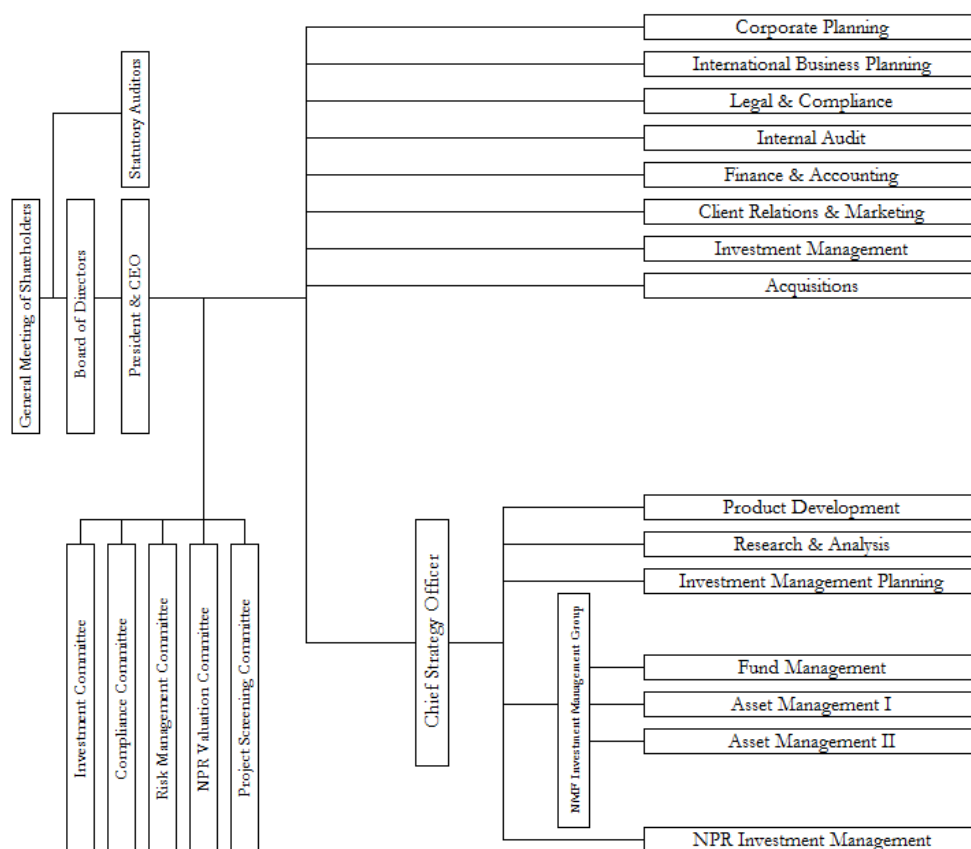 General Meeting of Shareholders
Board of Directors
Statutory Auditors
President & CEO
Corporate Planning
International Business Planning
Legal & Compliance
Internal Audit
Finance & Accounting
Client Relations & Marketing
Investment Management
Acquisitions
Investment Committee
Compliance Committee
Risk Management Committee
NPR Valuation Committee
Project Screening Committee
Chief Strategy Officer
Product Development
Research & Analysis
Investment Management Planning
NMF Investment Management Group
Fund Management
Asset Management I
Asset Management II
NPR Investment Management